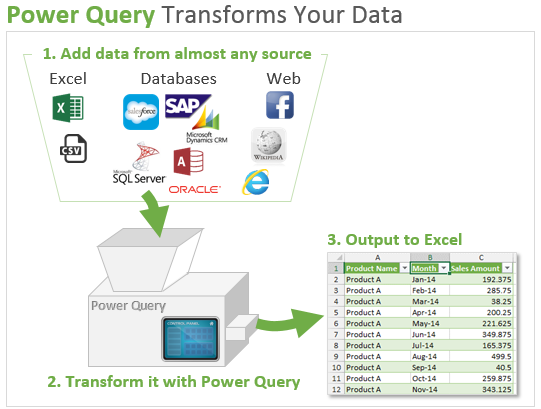 Power Query Transforms Your Data
1. Add data from almost any source
Excel Databases Web
salesforce SAP
Microsoft
Dynamics CRM
CSV
WIKIPEDIA
Microsoft
SQL Server
ORACLE
3. Output to Excel
A B C
1 Product Name Month Sales Amount
2 Product A Jan-14 192.375
3 Product A Feb-14 285.75
4 Product A Mar-14 38.25
5 Product A Apr-14 200.25
6 Product A May-14 221.625
7 Product A Jun-14 349.875
8 Product A Jul-14 165.375
9 Product A Aug-14 499.5
10 Product A Sep-14 40.5
11 Product A Oct-14 259.875
12 Product A Nov-14 343.125
Power Query
CONTROL PANEL
2. Transform it with Power Query